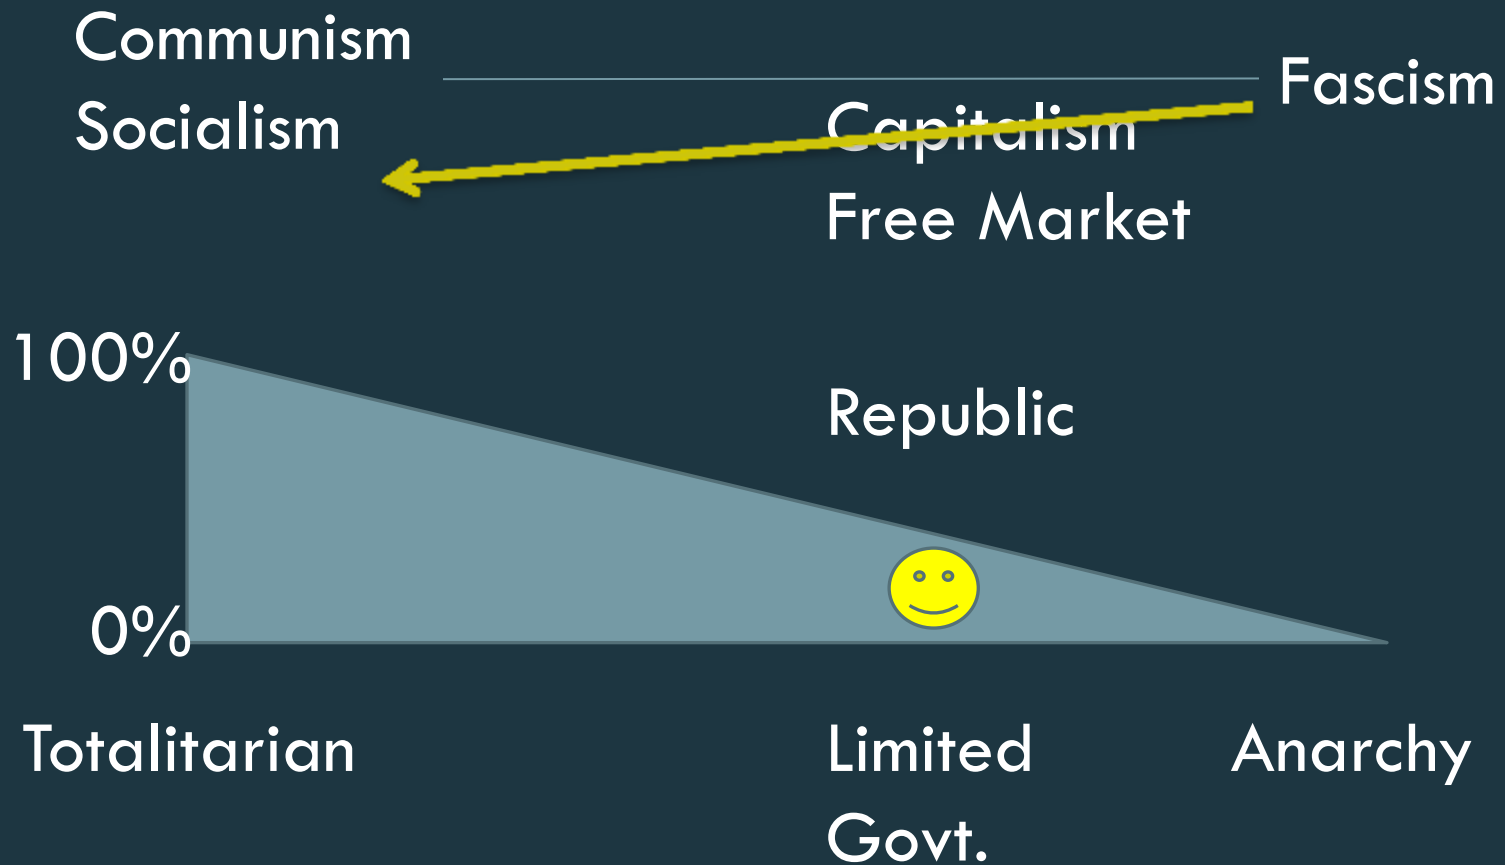 Communism
Socialism
Fascism
Capitalism
Free Market
100%
Republic
0%
Totalitarian
Limited
Govt.
Anarchy